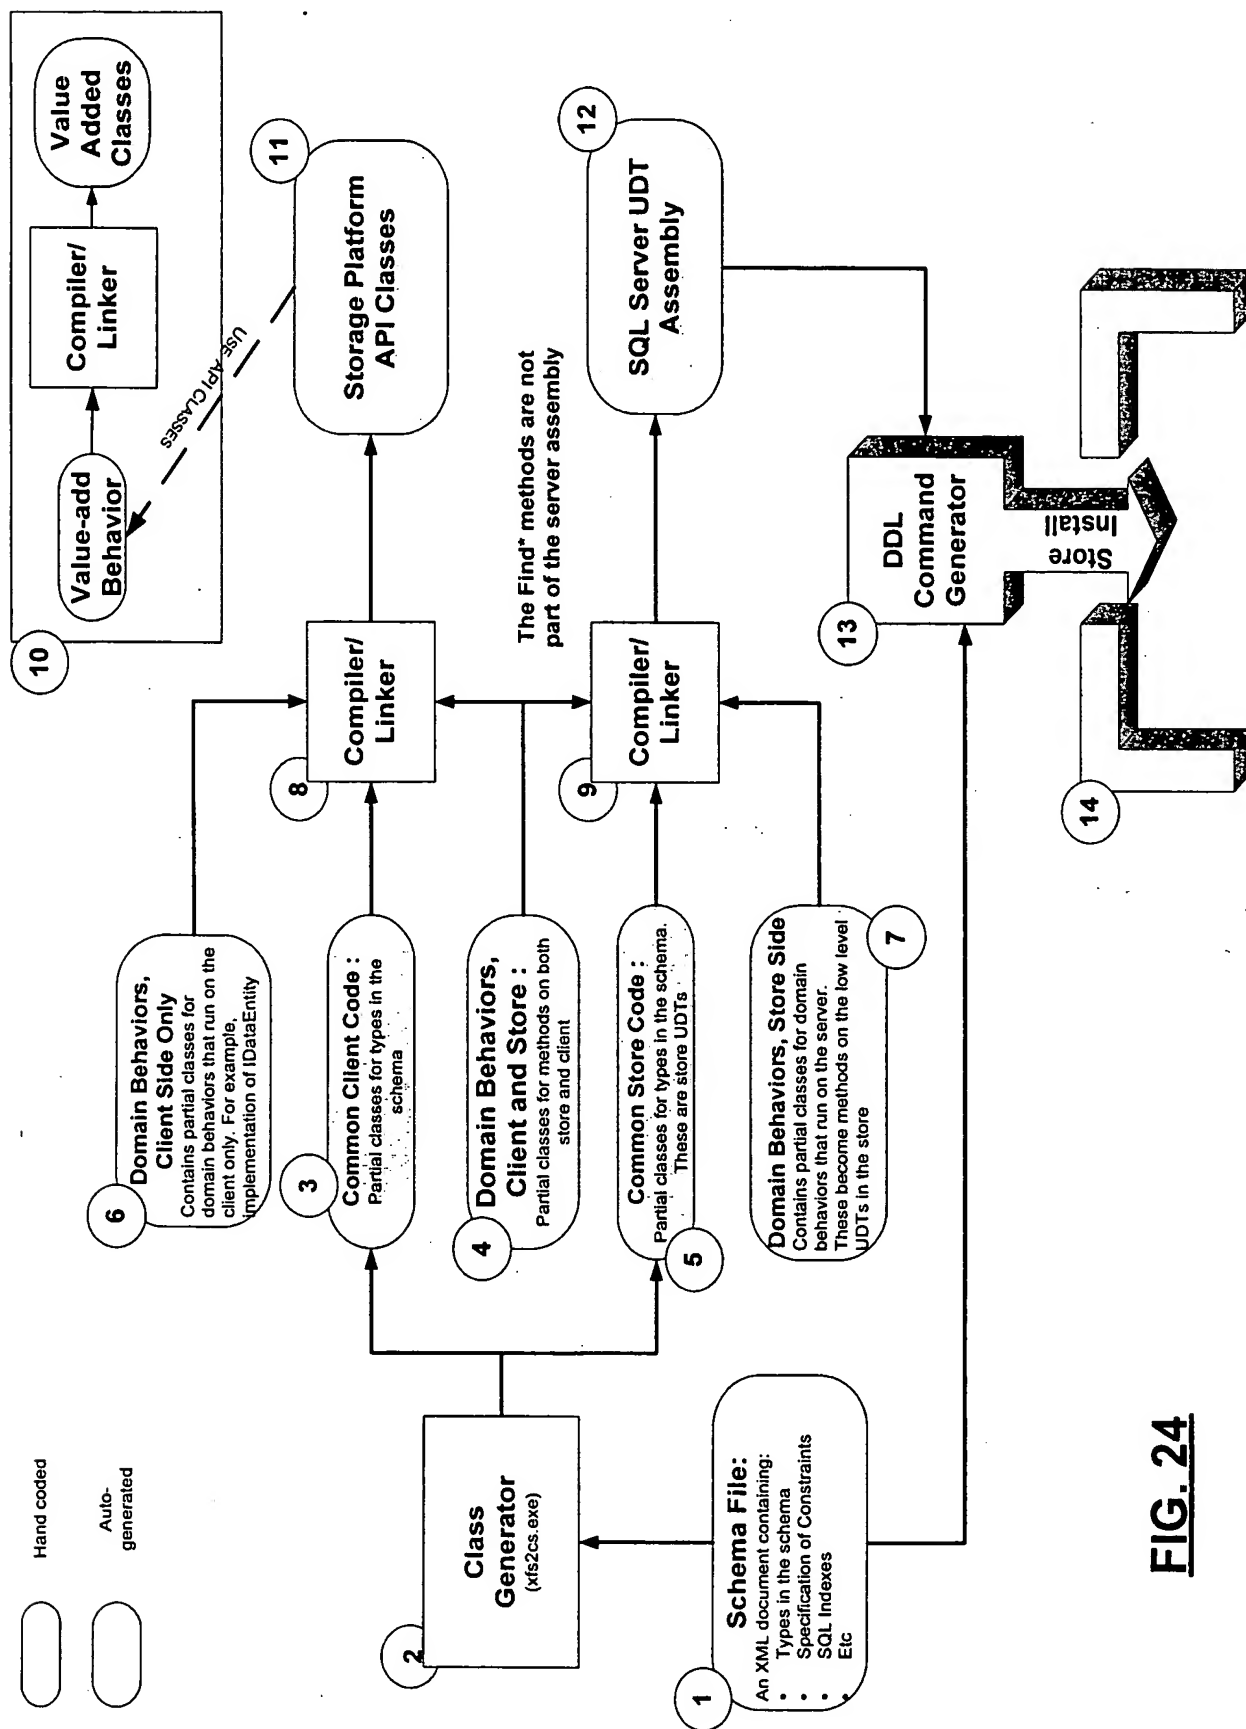 Hand coded
Auto-
generated
1
Schema File:
An XML document containing:
• Types in the schema
• Specification of Constraints
• SQL Indexes
• Etc
2
Class
Generator
(xfs2cs.exe)
6
Domain Behaviors,
Client Side Only
Contains partial classes for
domain behaviors that run on the
client only. For example,
implementation of IDataEntity
3
Common Client Code :
Partial classes for types in the
schema
4
Domain Behaviors,
Client and Store :
Partial classes for methods on both
store and client
5
Common Store Code :
Partial classes for types in the schema.
These are store UDTs
7
Domain Behaviors, Store Side
Contains partial classes for domain
behaviors that run on the server.
These become methods on the low level
UDTs in the store
8
Compiler/
Linker
9
Compiler/
Linker
The Find* methods are not
part of the server assembly
10
Value-add
Behavior
Compiler/
Linker
Value
Added
Classes
USE API CLASSES
11
Storage Platform
API Classes
12
SQL Server UDT
Assembly
13
DDL
Command
Generator
Store
Install
14
FIG. 24